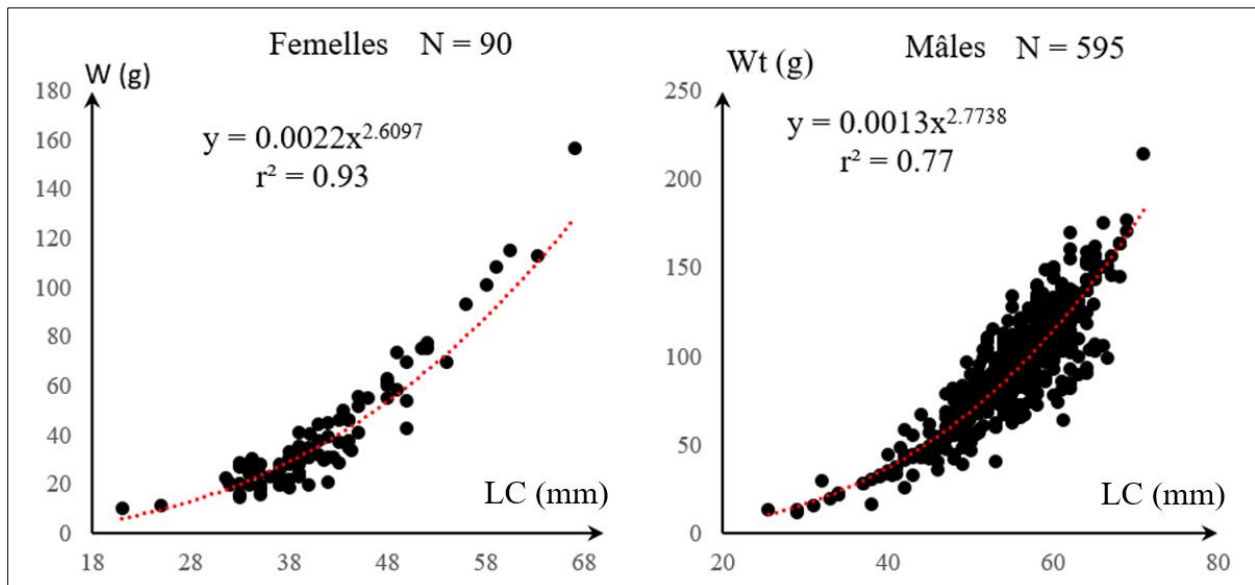 Femelles N = 90
W (g)
180
160
140
120
100
80
60
40
20
0
y = 0.0022x^2.6097
r² = 0.93
LC (mm)
18 28 38 48 58 68
Mâles N = 595
Wt (g)
250
200
150
100
50
0
y = 0.0013x^2.7738
r² = 0.77
LC (mm)
20 40 60 80